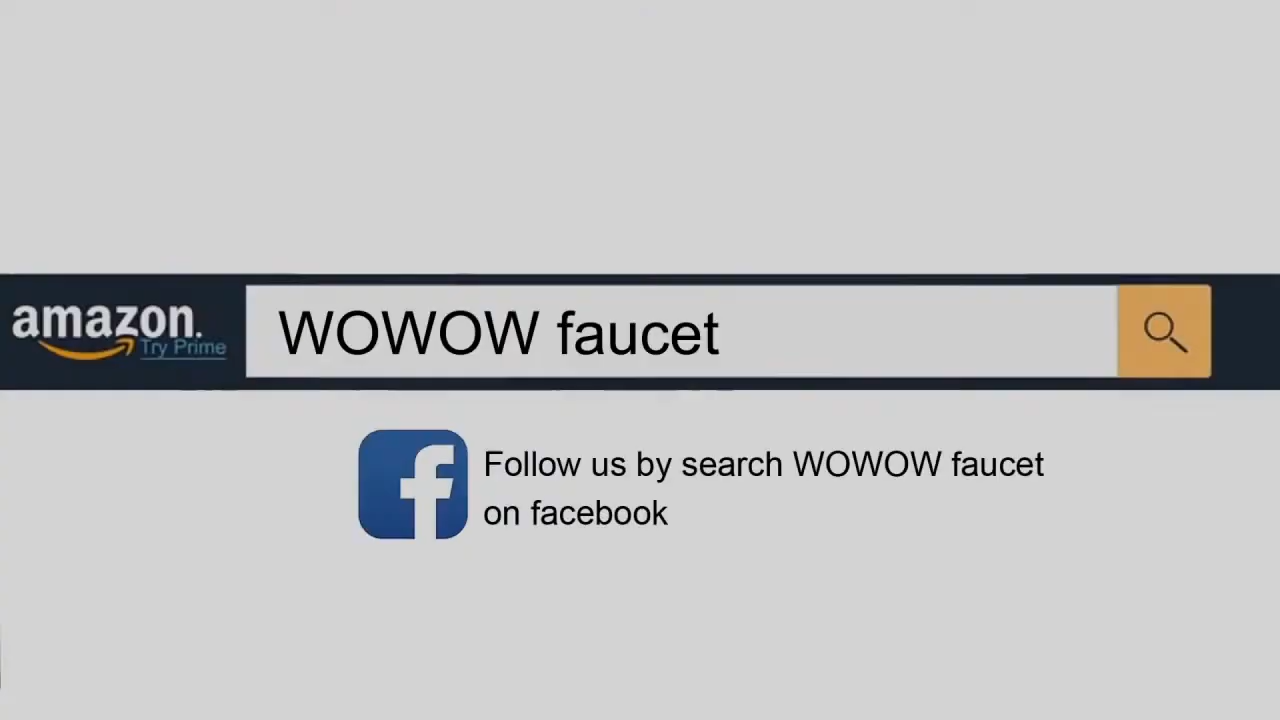 amazon.
Try Prime
WOWOW faucet
Follow us by search WOWOW faucet
on facebook